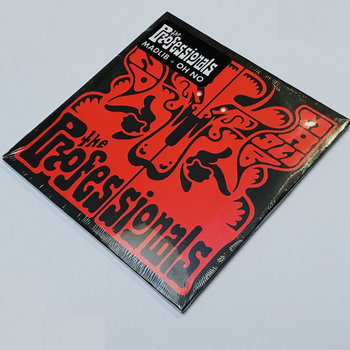 the
Professionals
MADLIB + OH NO
the
Professionals